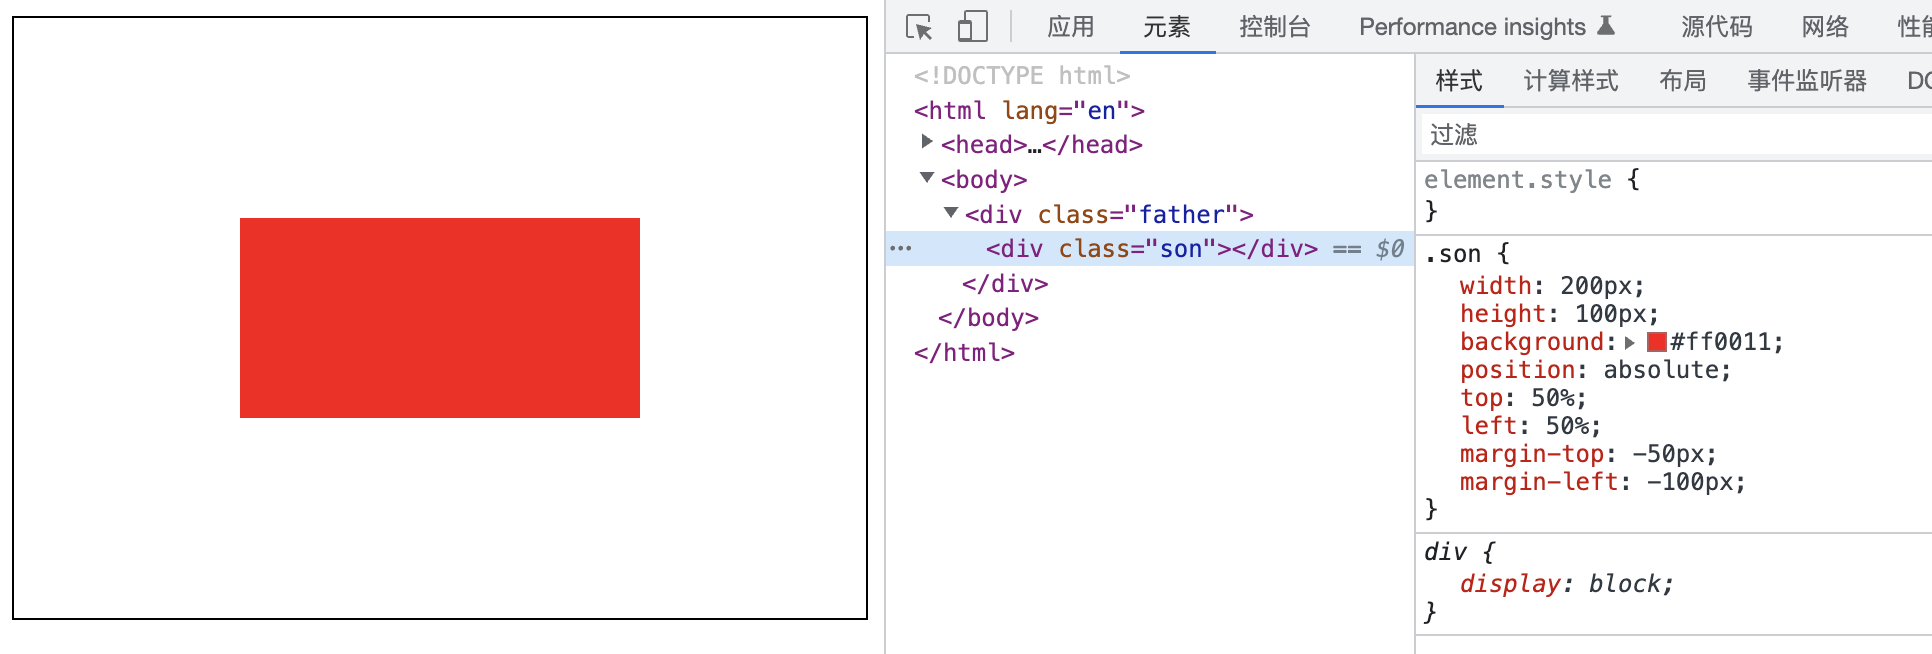 应用 元素 控制台 Performance insights 源代码 网络 性能
<!DOCTYPE html>
<html lang="en">
<head>…</head>
<body>
<div class="father">
<div class="son"></div> == $0
</div>
</body>
</html>
样式 计算样式 布局 事件监听器 DO
过滤
element.style {
}
.son {
width: 200px;
height: 100px;
background: #ff0011;
position: absolute;
top: 50%;
left: 50%;
margin-top: -50px;
margin-left: -100px;
}
div {
display: block;
}